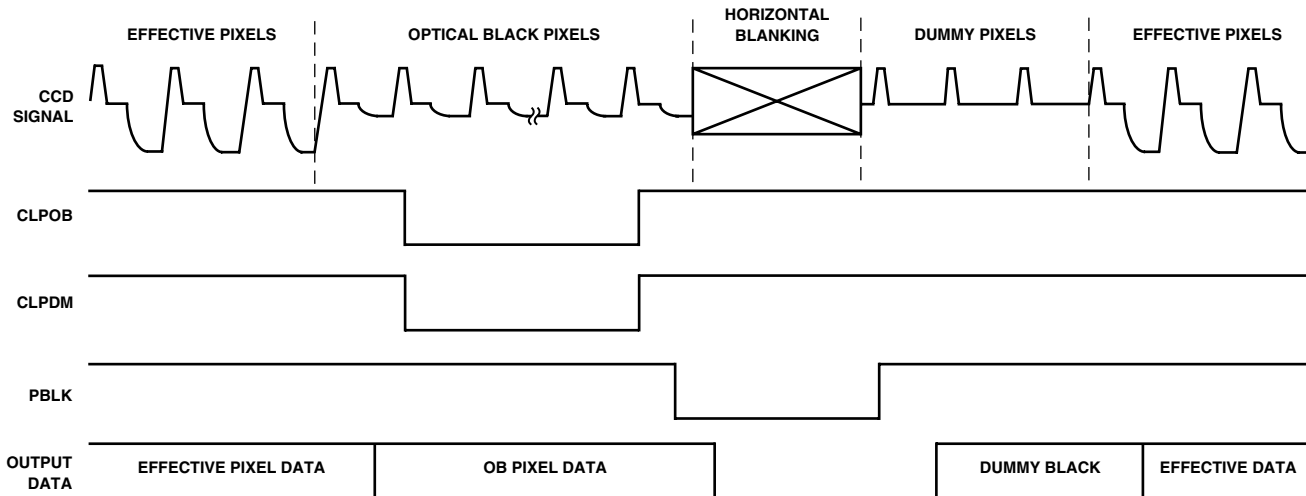 EFFECTIVE PIXELS
OPTICAL BLACK PIXELS
HORIZONTAL
BLANKING
DUMMY PIXELS
EFFECTIVE PIXELS
CCD
SIGNAL
CLPOB
CLPDM
PBLK
OUTPUT
DATA
EFFECTIVE PIXEL DATA
OB PIXEL DATA
DUMMY BLACK
EFFECTIVE DATA